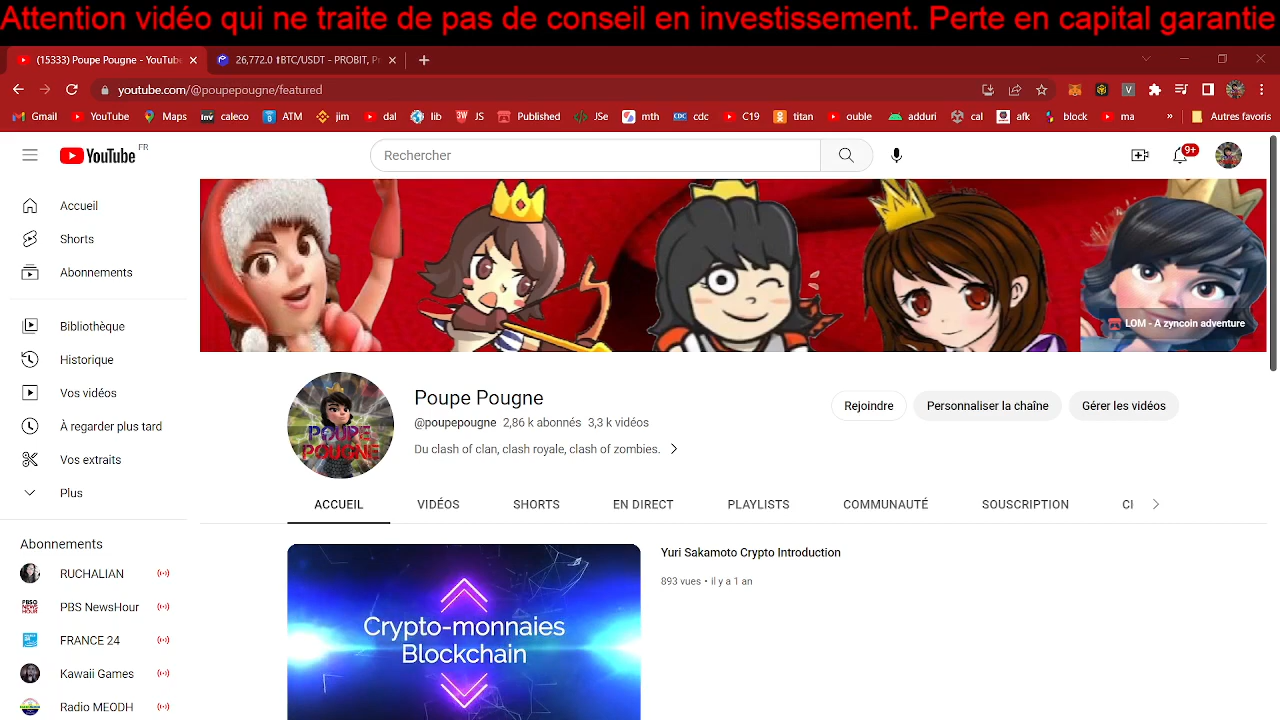 Attention vidéo qui ne traite de pas de conseil en investissement. Perte en capital garantie
(15333) Poupe Pougne - YouTube
26,772.0 ⬆BTC/USDT - PROBIT, P
youtube.com/@poupepougne/featured
Gmail YouTube Maps caleco ATM jim dal lib JS Published JSe mth cdc C19 titan ouble adduri cal afk block ma » Autres favoris
YouTube FR
Rechercher
9+
Accueil
Shorts
Abonnements
Bibliothèque
Historique
Vos vidéos
À regarder plus tard
Vos extraits
Plus
Abonnements
RUCHALIAN
PBS NewsHour
FRANCE 24
Kawaii Games
Radio MEODH
LOM - A zyncoin adventure
POUPE
POUGNE
Poupe Pougne
@poupepougne 2,86 k abonnés 3,3 k vidéos
Du clash of clan, clash royale, clash of zombies.
Rejoindre Personnaliser la chaîne Gérer les vidéos
ACCUEIL VIDÉOS SHORTS EN DIRECT PLAYLISTS COMMUNAUTÉ SOUSCRIPTION CI
Crypto-monnaies
Blockchain
Yuri Sakamoto Crypto Introduction
893 vues • il y a 1 an